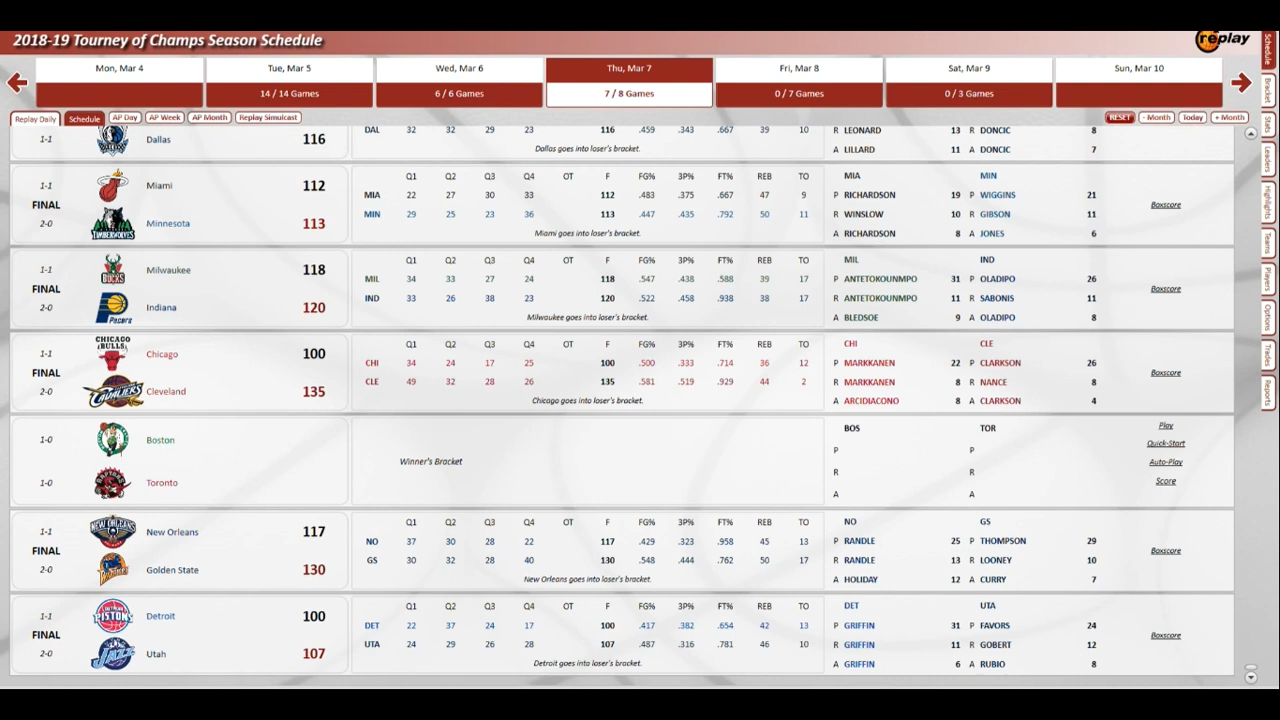 2018-19 Tourney of Champs Season Schedule
replay
Mon, Mar 4 Tue, Mar 5 Wed, Mar 6 Thu, Mar 7 Fri, Mar 8 Sat, Mar 9 Sun, Mar 10
14 / 14 Games 6 / 6 Games 7 / 8 Games 0 / 7 Games 0 / 3 Games
Replay Daily Schedule AP Day AP Week AP Month Replay Simulcast RESET - Month Today + Month
1-1 Dallas 116 DAL 32 32 29 23 116 .459 .343 .667 39 10 R LEONARD 13 R DONCIC 8
Dallas goes into loser's bracket. A LILLARD 11 A DONCIC 7
Q1 Q2 Q3 Q4 OT F FG% 3P% FT% REB TO MIA MIN
1-1 Miami 112 MIA 22 27 30 33 112 .483 .375 .667 47 9 P RICHARDSON 19 P WIGGINS 21
FINAL Boxscore
2-0 Minnesota 113 MIN 29 25 23 36 113 .447 .435 .792 50 11 R WINSLOW 10 R GIBSON 11
TIMBERWOLVES
Miami goes into loser's bracket. A RICHARDSON 8 A JONES 6
Q1 Q2 Q3 Q4 OT F FG% 3P% FT% REB TO MIL IND
1-1 Milwaukee 118 MIL 34 33 27 24 118 .547 .438 .588 39 17 P ANTETOKOUNMPO 31 P OLADIPO 26
BUCKS
FINAL Boxscore
2-0 Indiana 120 IND 33 26 38 23 120 .522 .458 .938 38 17 R ANTETOKOUNMPO 11 R SABONIS 11
Pacers
Milwaukee goes into loser's bracket. A BLEDSOE 9 A OLADIPO 8
CHICAGO BULLS
Q1 Q2 Q3 Q4 OT F FG% 3P% FT% REB TO CHI CLE
1-1 Chicago 100 CHI 34 24 17 25 100 .500 .333 .714 36 12 P MARKKANEN 22 P CLARKSON 26
FINAL Boxscore
2-0 Cleveland 135 CLE 49 32 28 26 135 .581 .519 .929 44 2 R MARKKANEN 8 R NANCE 8
CAVALIERS
Chicago goes into loser's bracket. A ARCIDIACONO 8 A CLARKSON 4
BOS TOR Play
1-0 Boston Quick-Start
P P
Winner's Bracket Auto-Play
R R
1-0 Toronto Score
RAPTORS
A A
NEW ORLEANS
Q1 Q2 Q3 Q4 OT F FG% 3P% FT% REB TO NO GS
1-1 New Orleans 117 NO 37 30 28 22 117 .429 .323 .958 45 13 P RANDLE 25 P THOMPSON 29
FINAL Boxscore
2-0 Golden State 130 GS 30 32 28 40 130 .548 .444 .762 50 17 R RANDLE 13 R LOONEY 10
New Orleans goes into loser's bracket. A HOLIDAY 12 A CURRY 7
Q1 Q2 Q3 Q4 OT F FG% 3P% FT% REB TO DET UTA
1-1 Detroit 100 DET 22 37 24 17 100 .417 .382 .654 42 13 P GRIFFIN 31 P FAVORS 24
PISTONS
FINAL Boxscore
2-0 Utah 107 UTA 24 29 26 28 107 .487 .316 .781 46 10 R GRIFFIN 11 R GOBERT 12
JAZZ
Detroit goes into loser's bracket. A GRIFFIN 6 A RUBIO 8
Schedule
Bracket
Stats
Leaders
Highlights
Teams
Players
Options
Trades
Reports